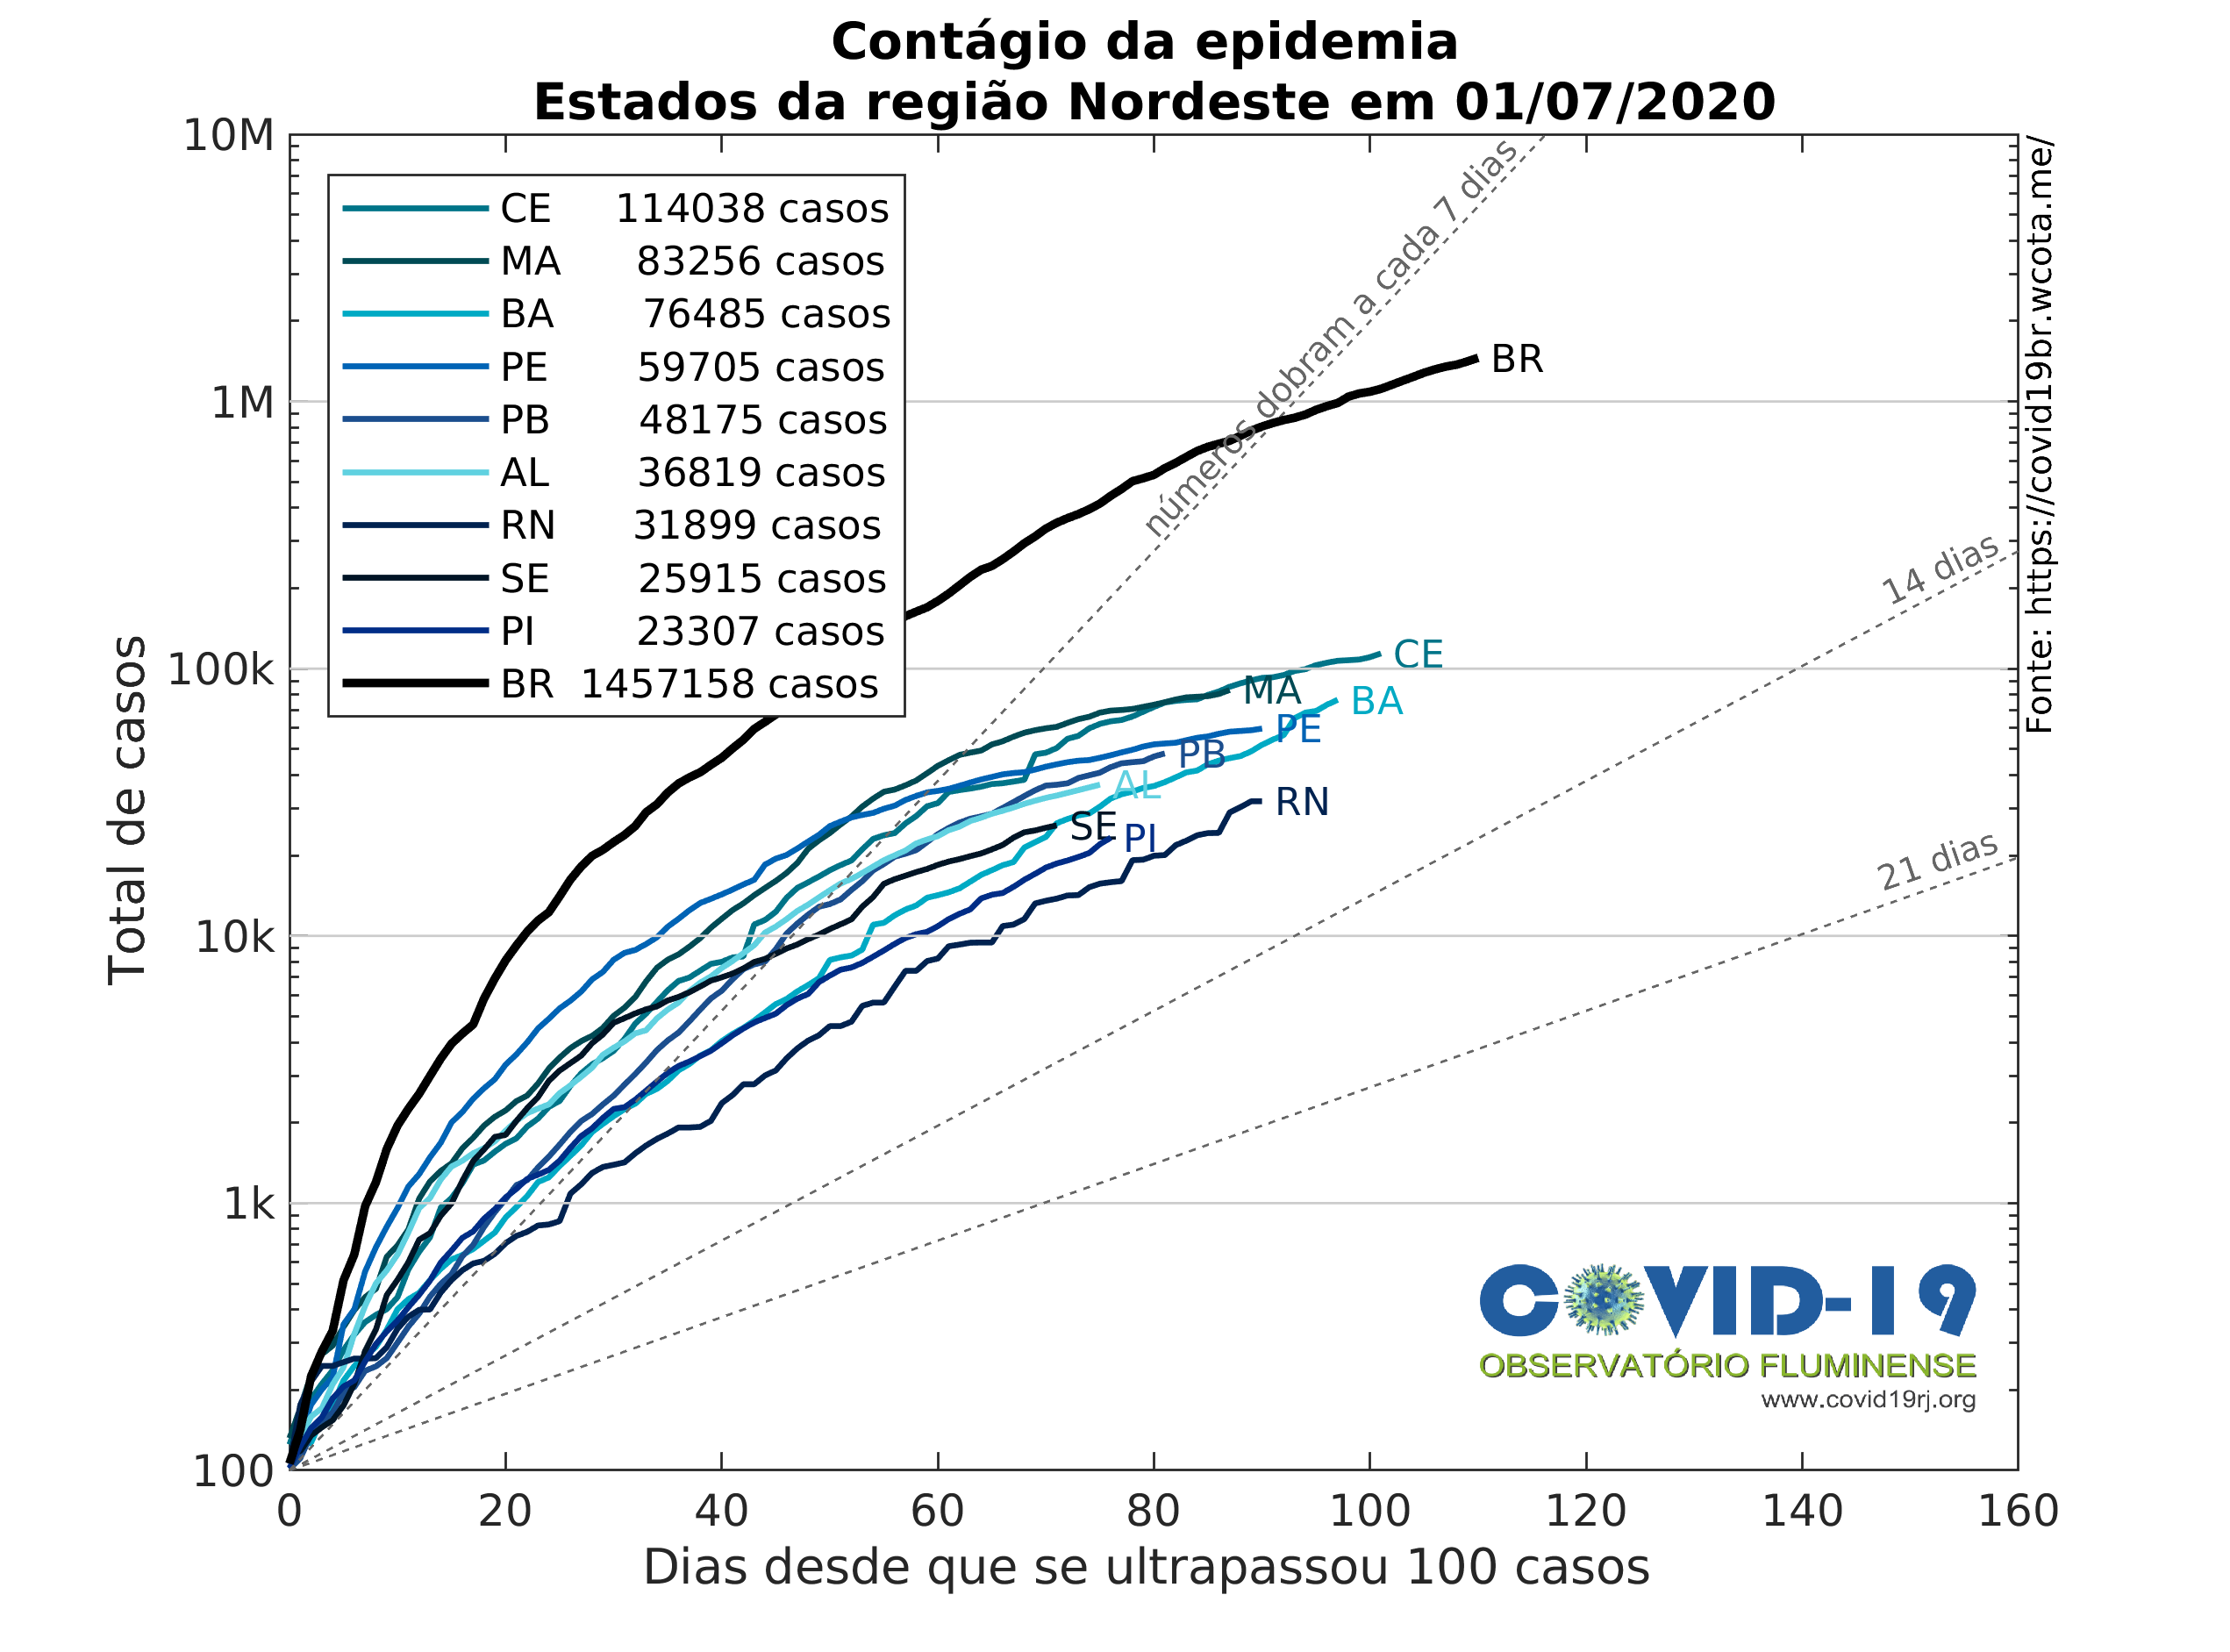 Contágio da epidemia
Estados da região Nordeste em 01/07/2020
10M
1M
100k
10k
1k
100
Total de casos
CE 114038 casos
MA 83256 casos
BA 76485 casos
PE 59705 casos
PB 48175 casos
AL 36819 casos
RN 31899 casos
SE 25915 casos
PI 23307 casos
BR 1457158 casos
números dobram a cada 7 dias
14 dias
21 dias
BR
CE
MA
BA
PE
PB
AL
RN
SE
PI
Fonte: https://covid19br.wcota.me/
COVID-19
OBSERVATÓRIO FLUMINENSE
www.covid19rj.org
0 20 40 60 80 100 120 140 160
Dias desde que se ultrapassou 100 casos